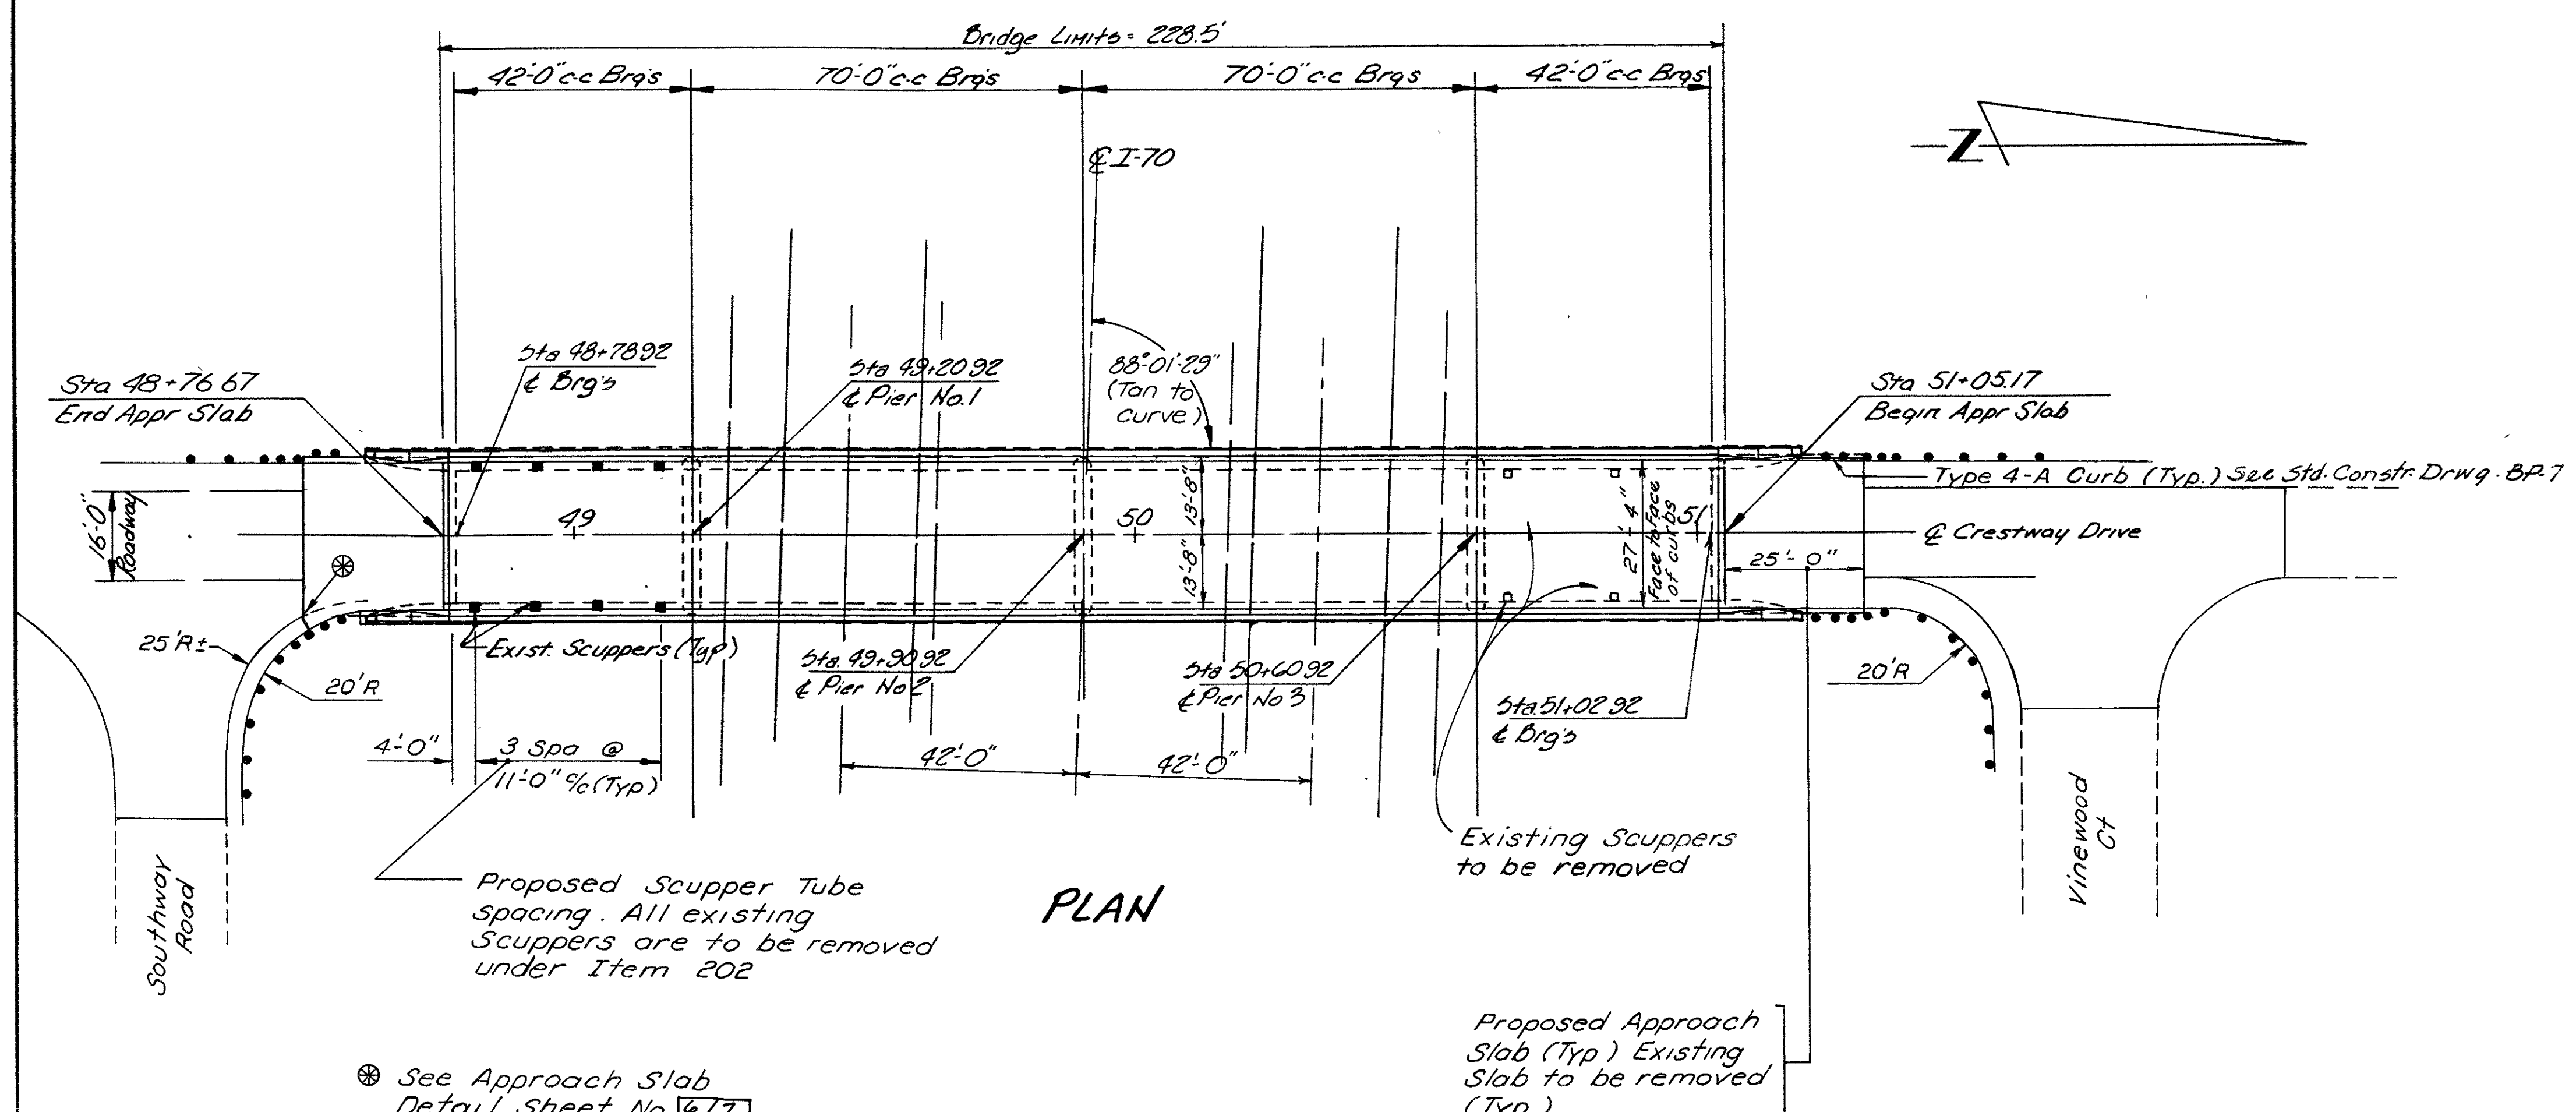 Bridge Limits = 228.5'
42'-0" c-c Brg's
70'-0" c-c Brg's
70'-0" c-c Brgs
42'-0" c-c Brgs
Z
℄ I-70
Sta 48+76 67
End Appr Slab
Sta 48+78 92
℄ Brg's
Sta 49+20 92
℄ Pier No. 1
88°-01'-29"
(Tan to
curve)
Sta 51+05.17
Begin Appr Slab
Type 4-A Curb (Typ.) See Std. Constr. Drwg. BP-7
16'-0"
Roadway
49
50
51
13'-8"
13'-8"
27'-4"
Face to Face
of curbs
25'-0"
℄ Crestway Drive
25'R±
20'R
Exist. Scuppers (Typ)
Sta. 49+90 92
℄ Pier No 2
Sta 50+60 92
℄ Pier No 3
Sta. 51+02 92
℄ Brg's
20'R
4'-0"
3 Spa @
11'-0" c/c (Typ)
42'-0"
42'-0"
Southway
Road
Vinewood
Ct
Existing Scuppers
to be removed
Proposed Scupper Tube
spacing. All existing
Scuppers are to be removed
under Item 202
PLAN
Proposed Approach
Slab (Typ) Existing
Slab to be removed
(Typ)
See Approach Slab
Detail Sheet No 6/7